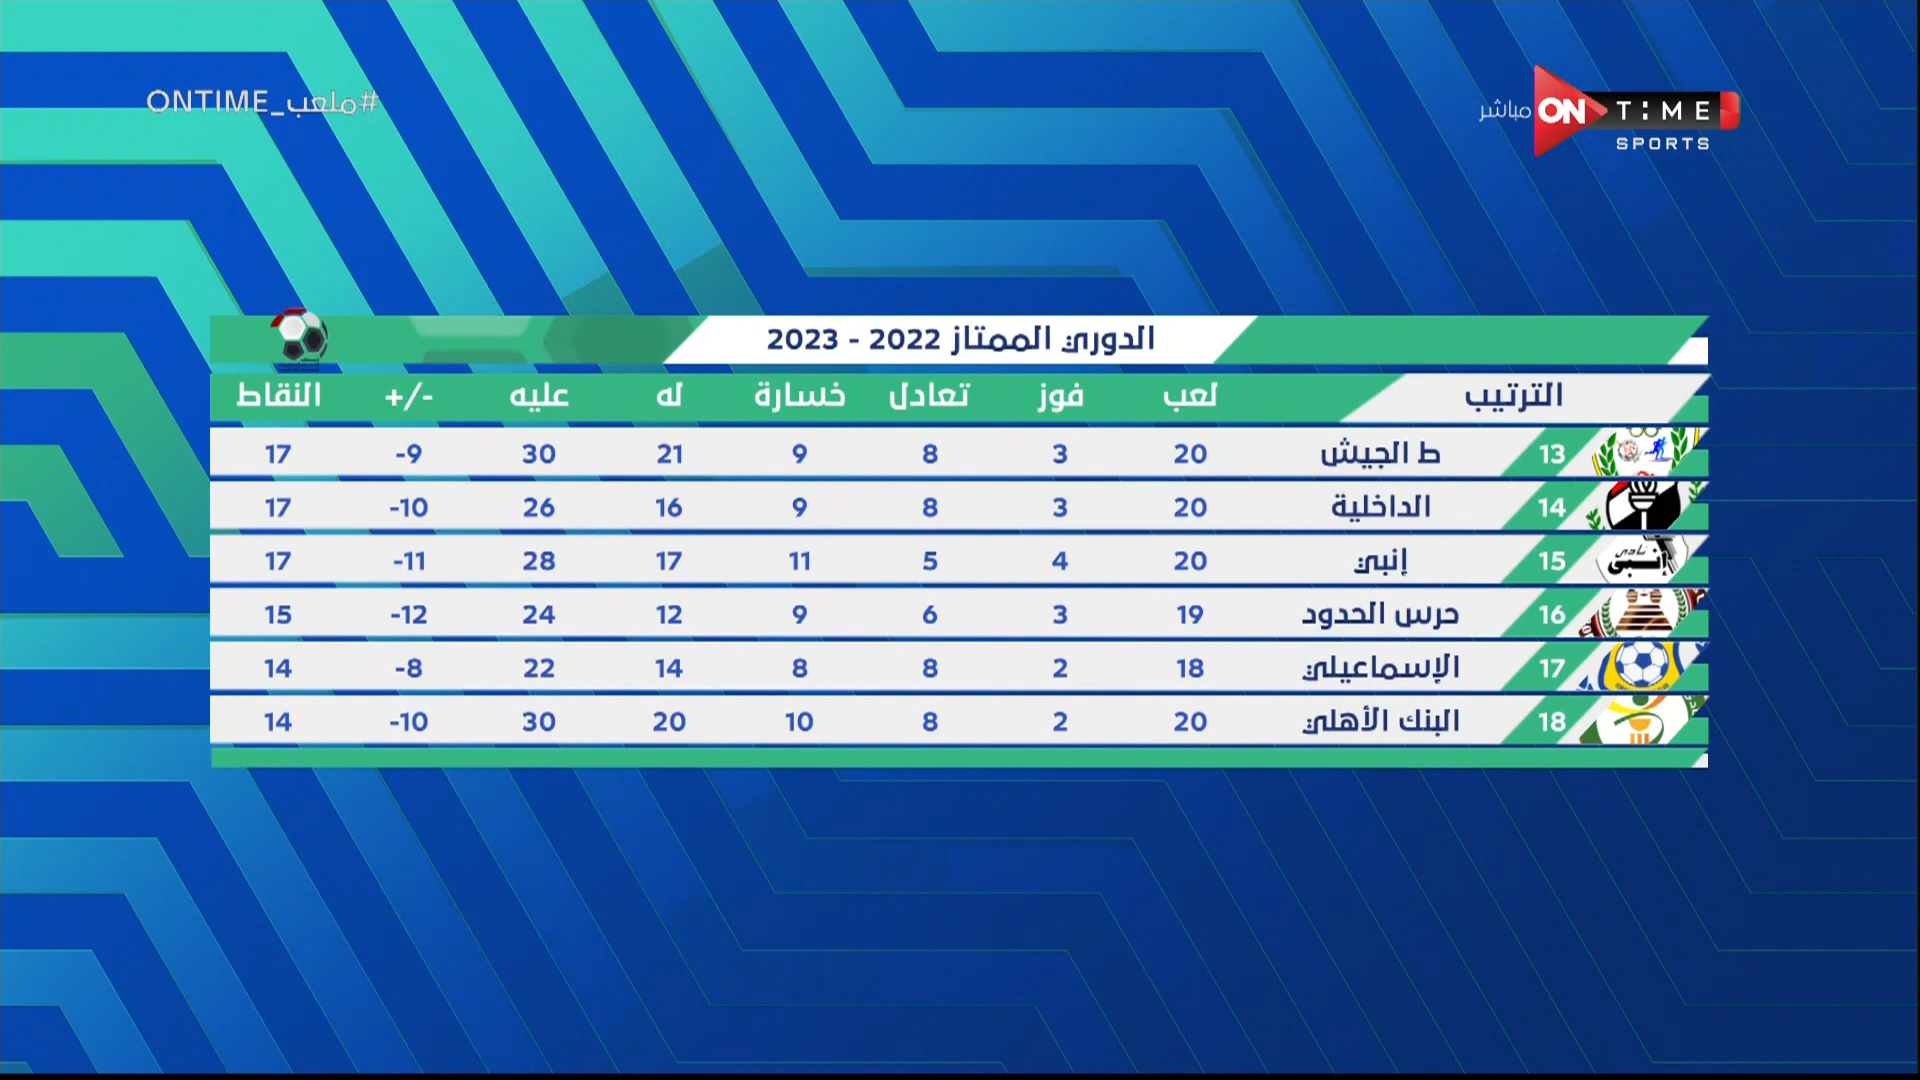 #ملعب_ONTIME
مباشر ON TIME
SPORTS
الدوري الممتاز 2022 - 2023
الترتيب لعب فوز تعادل خسارة له عليه +/- النقاط
13 ط الجيش 20 3 8 9 21 30 -9 17
14 الداخلية 20 3 8 9 16 26 -10 17
15 إنبي 20 4 5 11 17 28 -11 17
نادى
إنبى
16 حرس الحدود 19 3 6 9 12 24 -12 15
17 الإسماعيلي 18 2 8 8 14 22 -8 14
18 البنك الأهلي 20 2 8 10 20 30 -10 14